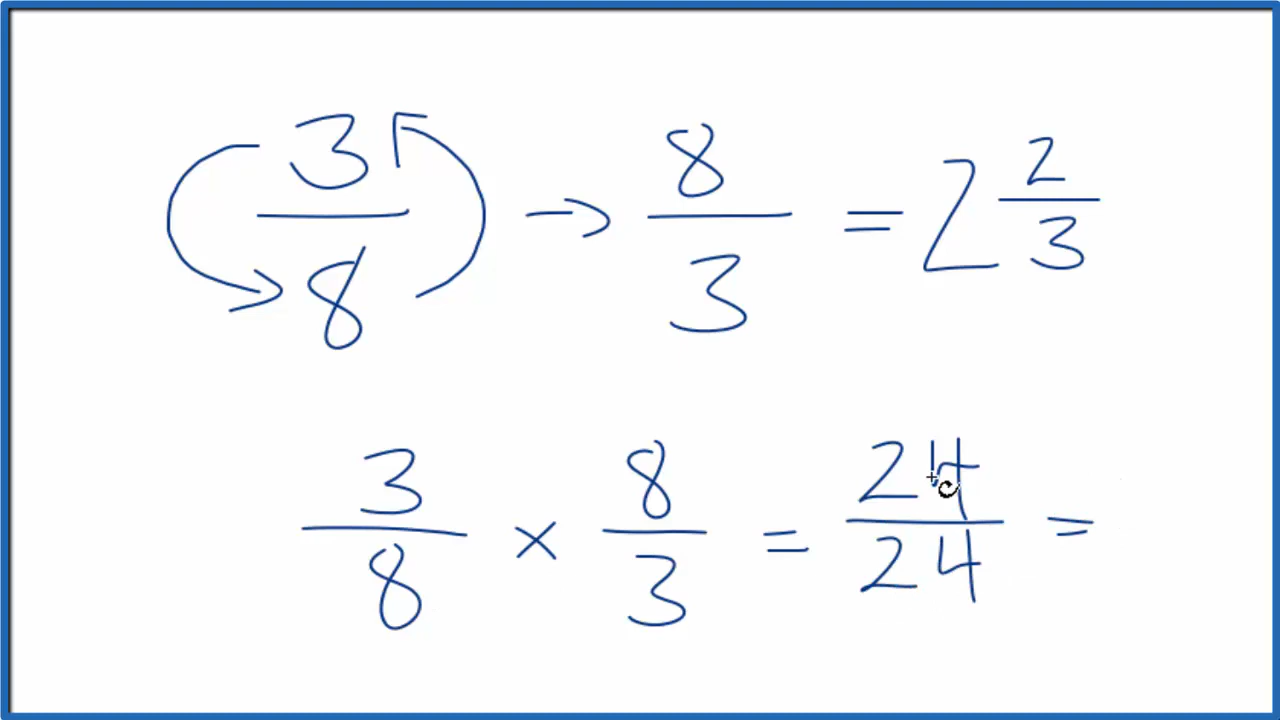 3/8 → 8/3 = 2 2/3
3/8 × 8/3 = 24/24 =